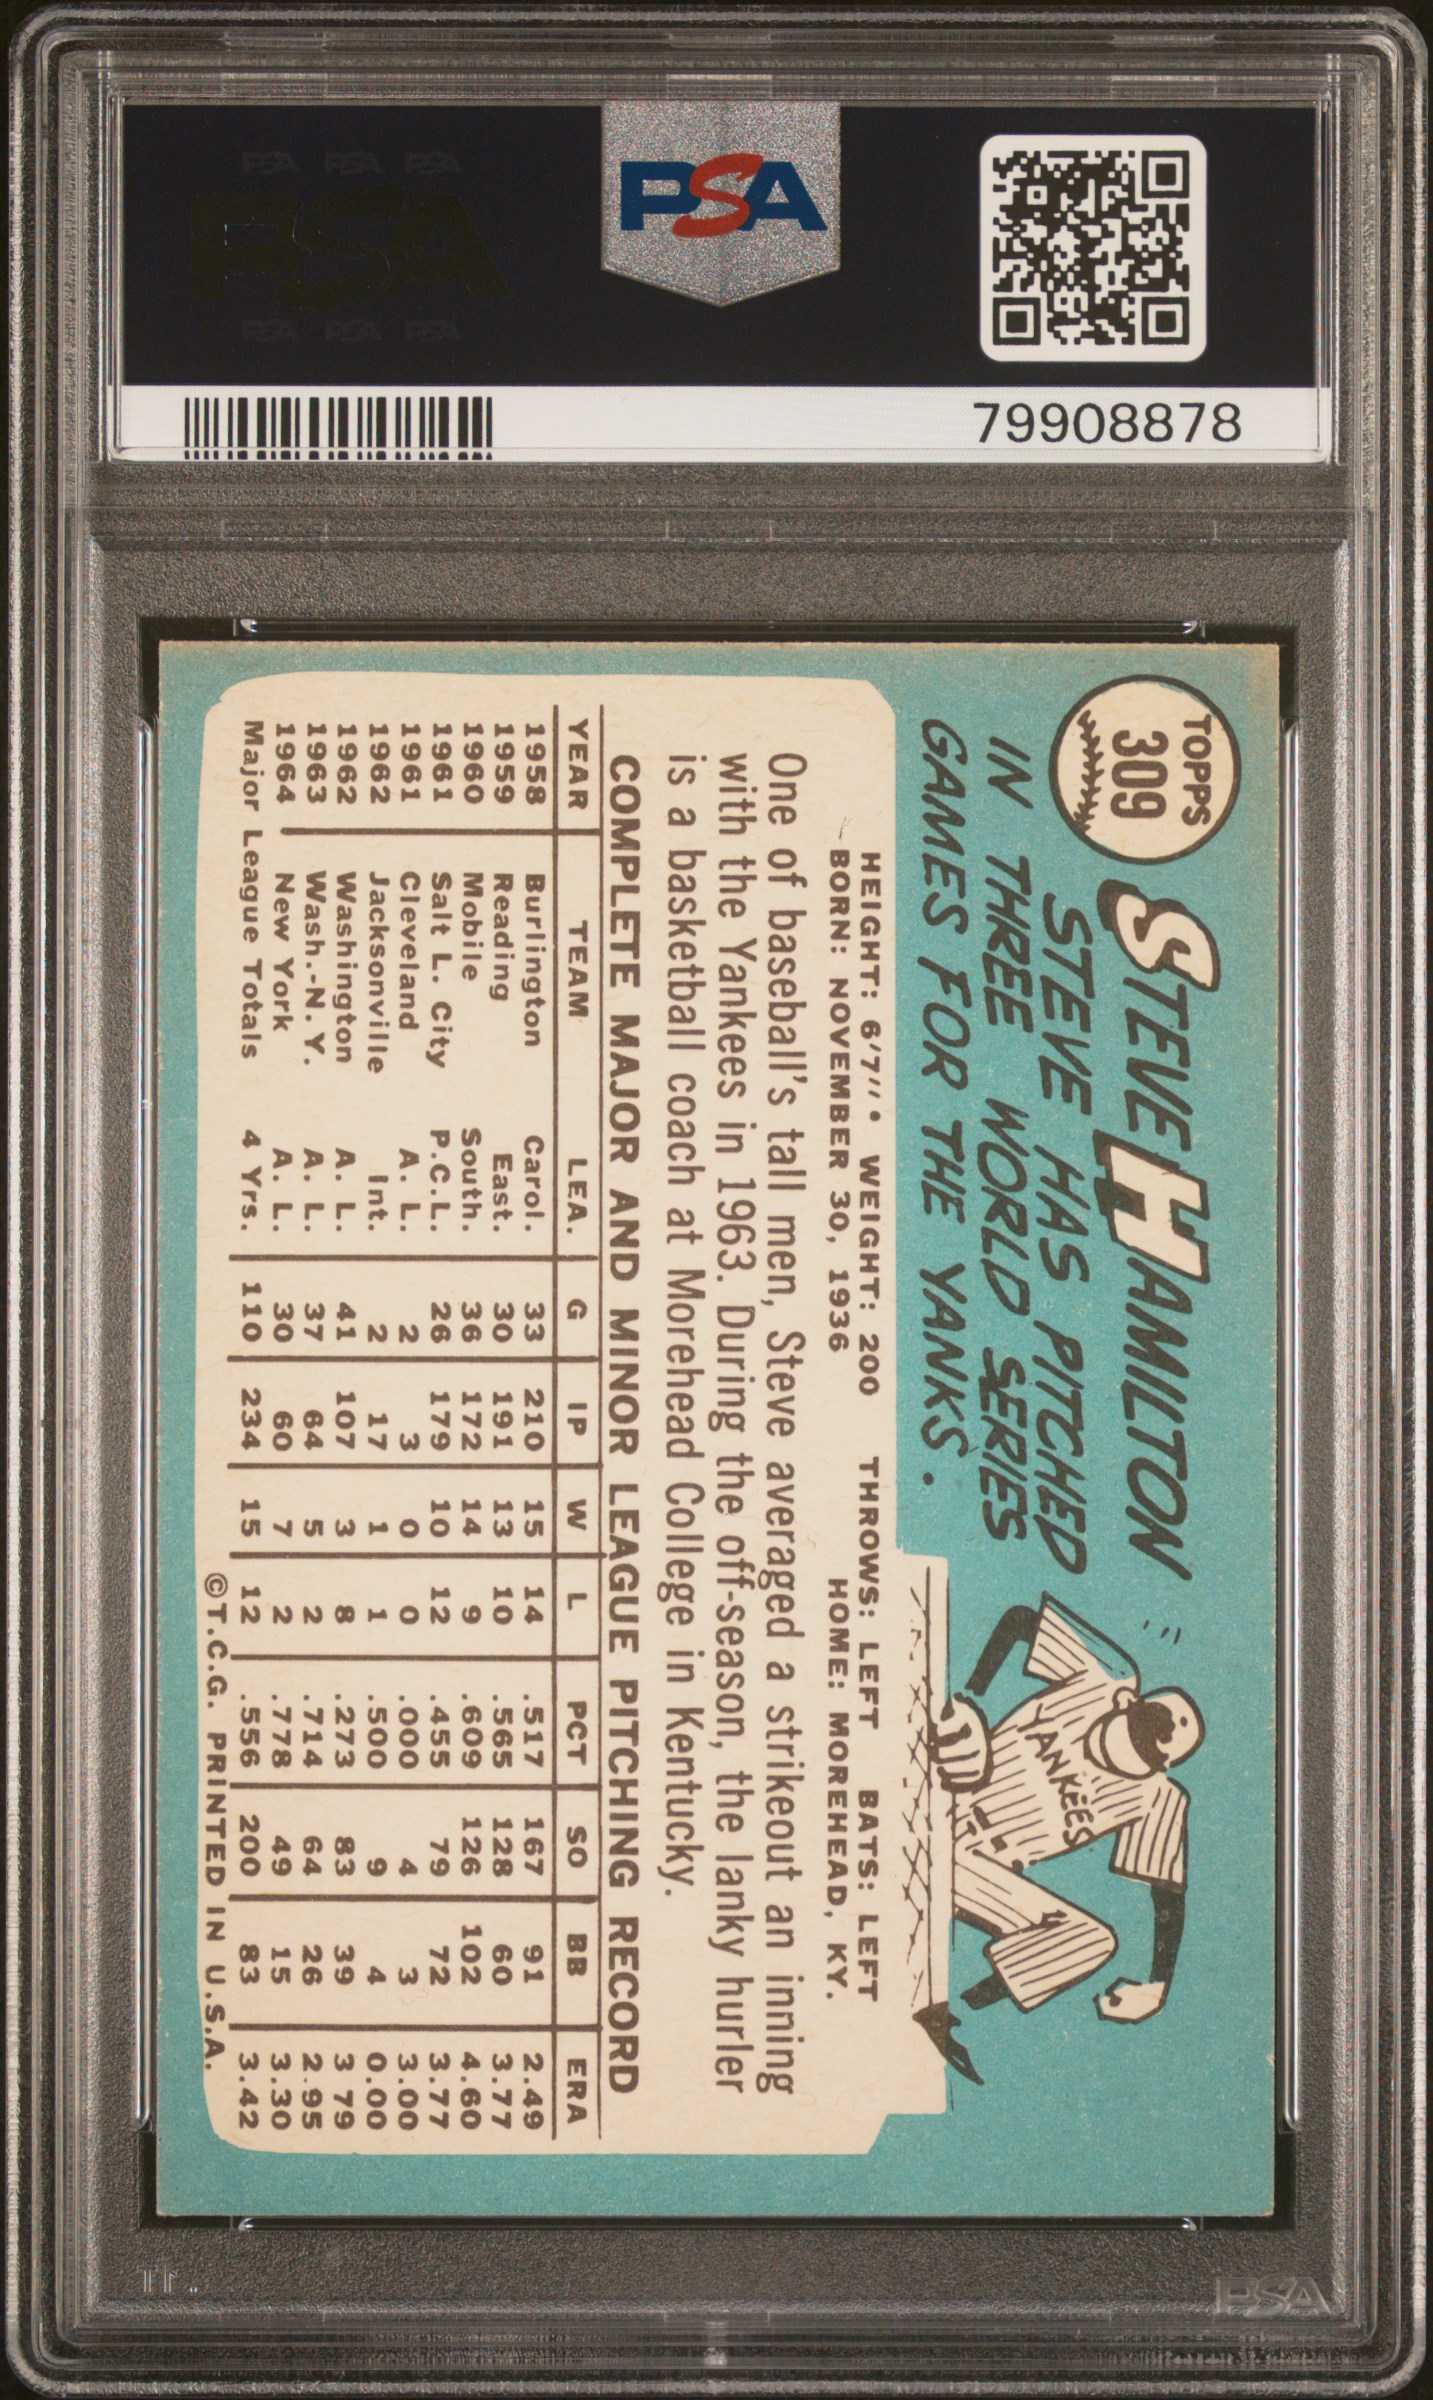 PSA PSA PSA
PSA
PSA PSA PSA
PSA
79908878
TOPPS
309
STEVE HAMILTON
STEVE HAS PITCHED
IN THREE WORLD SERIES
GAMES FOR THE YANKS.
YANKEES
HEIGHT: 6'7"• WEIGHT: 200 THROWS: LEFT BATS: LEFT
BORN: NOVEMBER 30, 1936 HOME: MOREHEAD, KY.
One of baseball's tall men, Steve averaged a strikeout an inning
with the Yankees in 1963. During the off-season, the lanky hurler
is a basketball coach at Morehead College in Kentucky.
COMPLETE MAJOR AND MINOR LEAGUE PITCHING RECORD
YEAR TEAM LEA. G IP W L PCT SO BB ERA
1958 Burlington Carol. 33 210 15 14 .517 167 91 2.49
1959 Reading East. 30 191 13 10 .565 128 60 3.77
1960 Mobile South. 36 172 14 9 .609 126 102 4.60
1961 Salt L. City P.C.L. 26 179 10 12 .455 79 72 3.77
1961 Cleveland A. L. 2 3 0 0 .000 4 3 3.00
1962 Jacksonville Int. 2 17 1 1 .500 9 4 0.00
1962 Washington A. L. 41 107 3 8 .273 83 39 3 79
1963 Wash.-N. Y. A. L. 37 64 5 2 .714 64 26 2.95
1964 New York A. L. 30 60 7 2 .778 49 15 3.30
Major League Totals 4 Yrs. 110 234 15 12 .556 200 83 3.42
©T.C.G. PRINTED IN U.S.A.
PSA